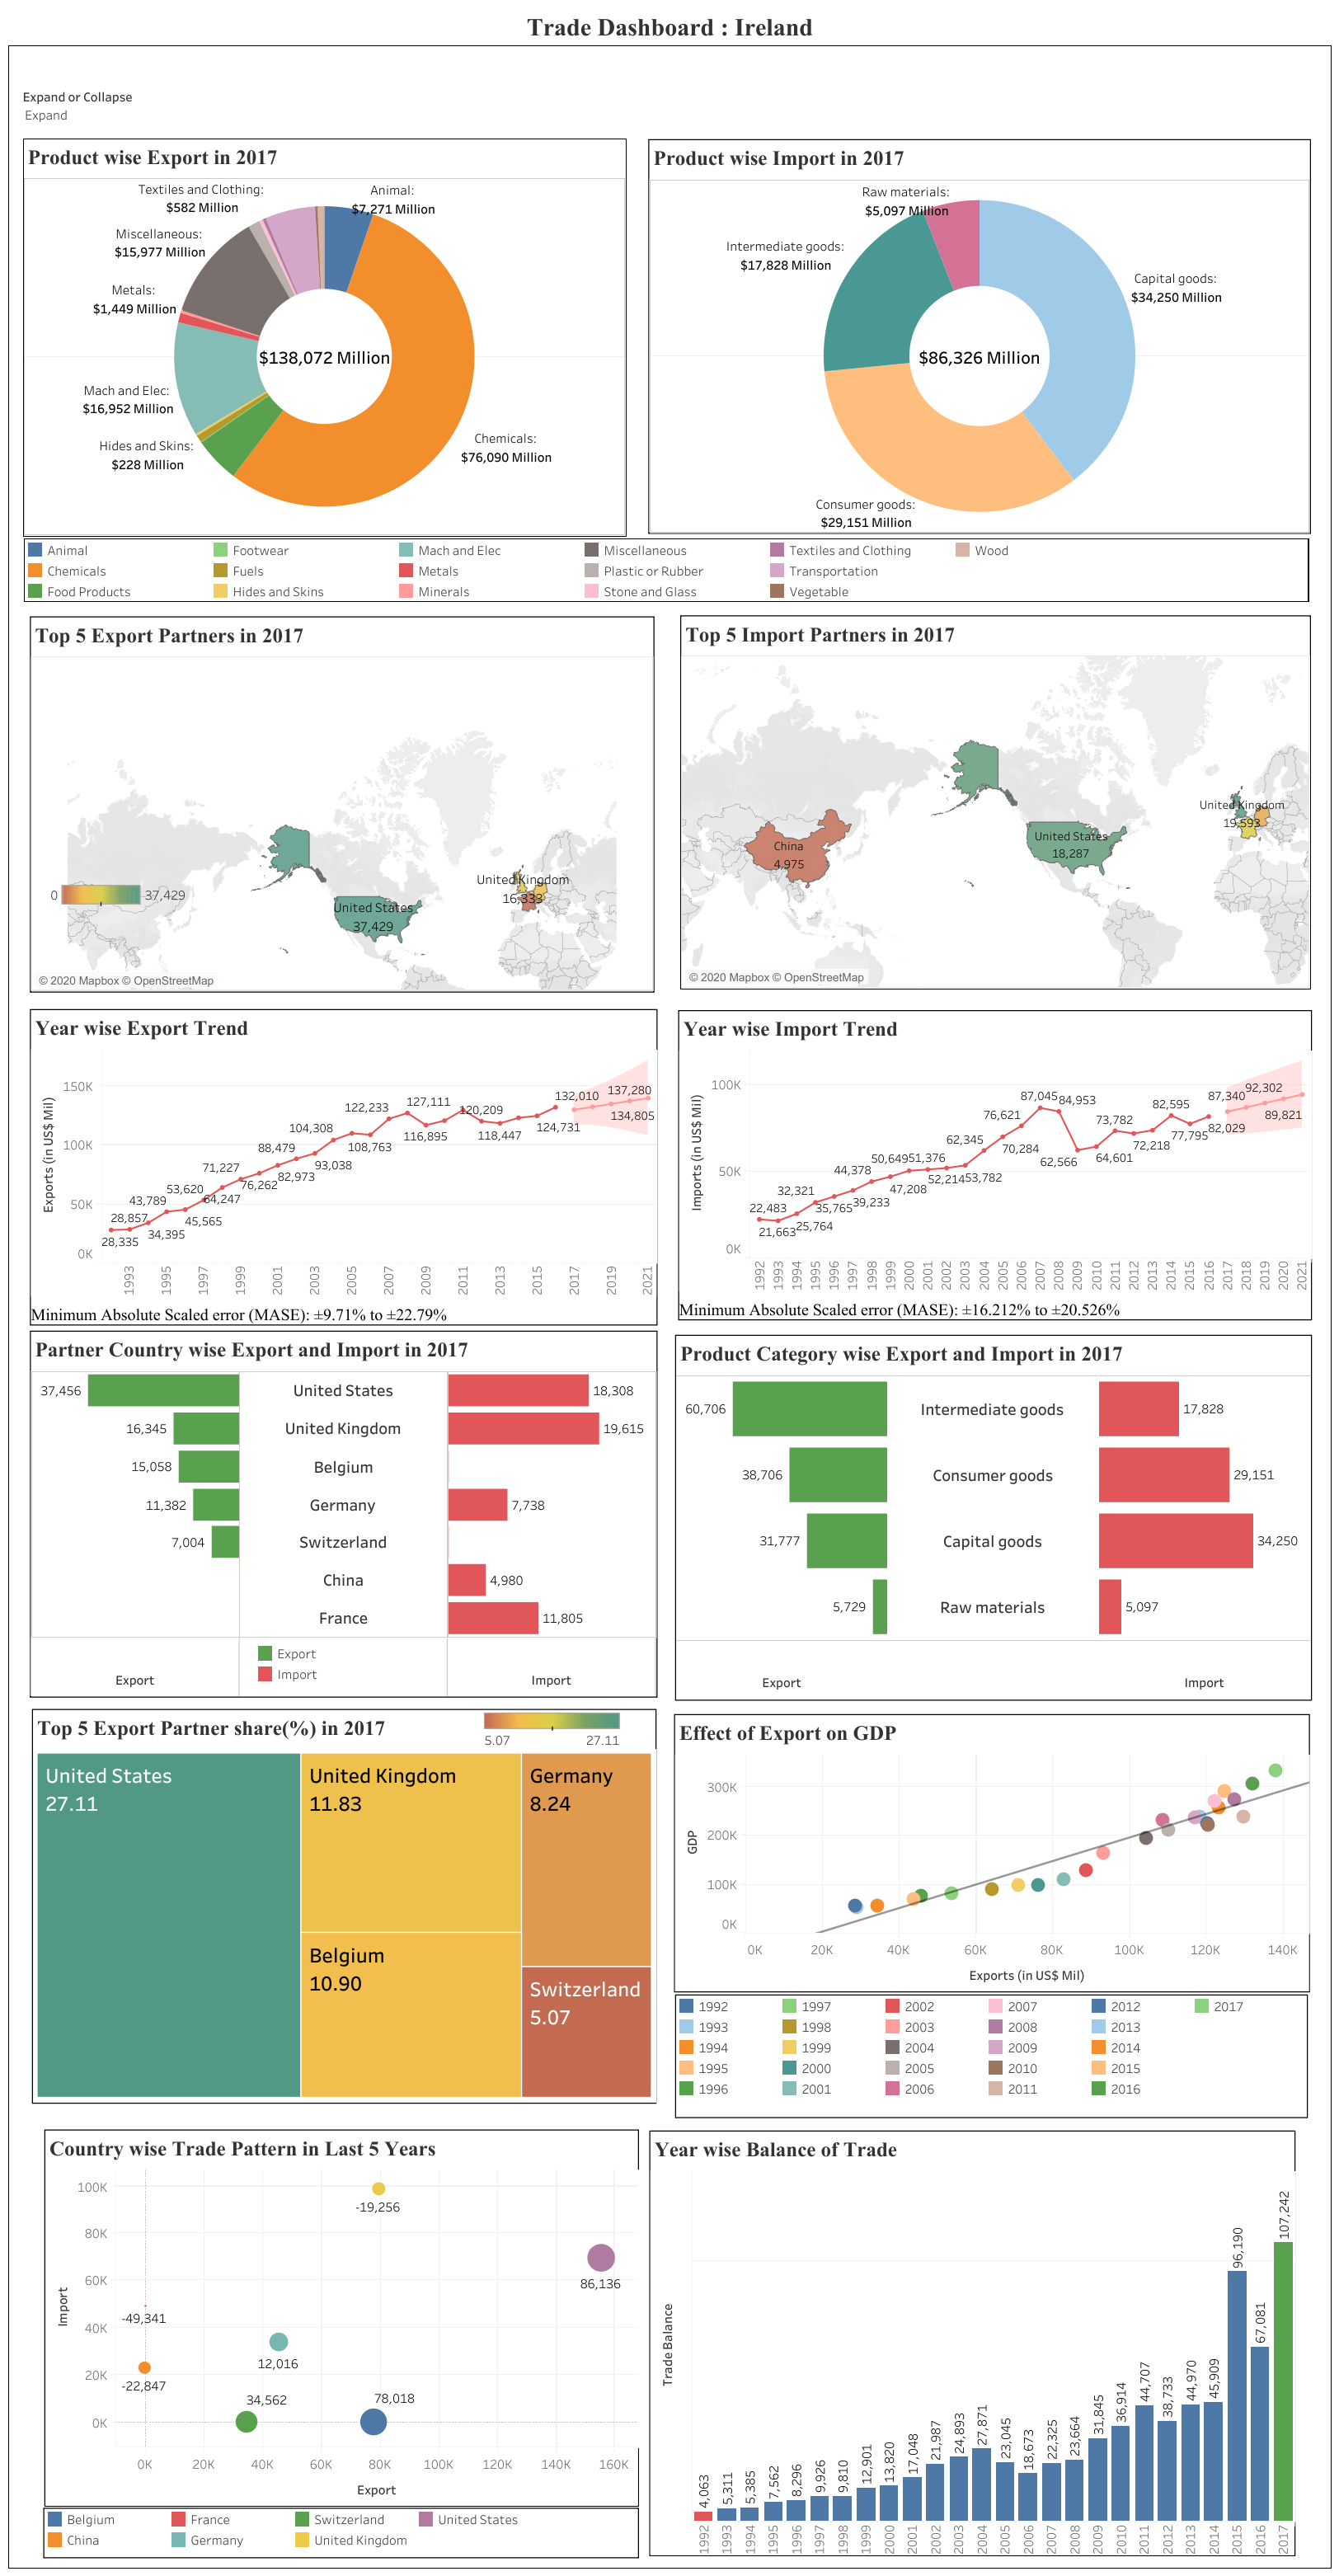 Trade Dashboard : Ireland
Expand or Collapse
Expand
Product wise Export in 2017
Textiles and Clothing:
$582 Million
Animal:
$7,271 Million
Miscellaneous:
$15,977 Million
Metals:
$1,449 Million
$138,072 Million
Mach and Elec:
$16,952 Million
Hides and Skins:
$228 Million
Chemicals:
$76,090 Million
Product wise Import in 2017
Raw materials:
$5,097 Million
Intermediate goods:
$17,828 Million
Capital goods:
$34,250 Million
$86,326 Million
Consumer goods:
$29,151 Million
Animal
Footwear
Mach and Elec
Miscellaneous
Textiles and Clothing
Wood
Chemicals
Fuels
Metals
Plastic or Rubber
Transportation
Food Products
Hides and Skins
Minerals
Stone and Glass
Vegetable
Top 5 Export Partners in 2017
United Kingdom
16,333
0
37,429
United States
37,429
© 2020 Mapbox © OpenStreetMap
Top 5 Import Partners in 2017
United Kingdom
19,593
United States
18,287
China
4,975
© 2020 Mapbox © OpenStreetMap
Year wise Export Trend
Exports (in US$ Mil)
150K
100K
50K
0K
28,335
28,857
34,395
43,789
45,565
53,620
64,247
71,227
76,262
88,479
82,973
104,308
93,038
108,763
122,233
116,895
127,111
120,209
118,447
124,731
132,010
137,280
134,805
1993
1995
1997
1999
2001
2003
2005
2007
2009
2011
2013
2015
2017
2019
2021
Minimum Absolute Scaled error (MASE): ±9.71% to ±22.79%
Year wise Import Trend
Imports (in US$ Mil)
100K
50K
0K
22,483
21,663
25,764
32,321
35,765
39,233
44,378
47,208
50,649
51,376
52,214
53,782
62,345
70,284
76,621
87,045
84,953
62,566
64,601
73,782
72,218
82,595
77,795
82,029
87,340
92,302
89,821
1992
1993
1994
1995
1996
1997
1998
1999
2000
2001
2002
2003
2004
2005
2006
2007
2008
2009
2010
2011
2012
2013
2014
2015
2016
2017
2018
2019
2020
2021
Minimum Absolute Scaled error (MASE): ±16.212% to ±20.526%
Partner Country wise Export and Import in 2017
37,456 United States 18,308
16,345 United Kingdom 19,615
15,058 Belgium
11,382 Germany 7,738
7,004 Switzerland
China 4,980
France 11,805
Export
Import
Export
Import
Product Category wise Export and Import in 2017
60,706 Intermediate goods 17,828
38,706 Consumer goods 29,151
31,777 Capital goods 34,250
5,729 Raw materials 5,097
Export
Import
Top 5 Export Partner share(%) in 2017
5.07
27.11
United States
27.11
United Kingdom
11.83
Germany
8.24
Belgium
10.90
Switzerland
5.07
Effect of Export on GDP
GDP
300K
200K
100K
0K
0K
20K
40K
60K
80K
100K
120K
140K
Exports (in US$ Mil)
1992
1997
2002
2007
2012
2017
1993
1998
2003
2008
2013
1994
1999
2004
2009
2014
1995
2000
2005
2010
2015
1996
2001
2006
2011
2016
Country wise Trade Pattern in Last 5 Years
Import
100K
80K
60K
40K
20K
0K
-19,256
86,136
-49,341
12,016
-22,847
34,562
78,018
0K
20K
40K
60K
80K
100K
120K
140K
160K
Export
Belgium
France
Switzerland
United States
China
Germany
United Kingdom
Year wise Balance of Trade
Trade Balance
4,063
5,311
5,385
7,562
8,296
9,926
9,810
12,901
13,820
17,048
21,987
24,893
27,871
23,045
18,673
22,325
23,664
31,845
36,914
44,707
38,733
44,970
45,909
96,190
67,081
107,242
1992
1993
1994
1995
1996
1997
1998
1999
2000
2001
2002
2003
2004
2005
2006
2007
2008
2009
2010
2011
2012
2013
2014
2015
2016
2017